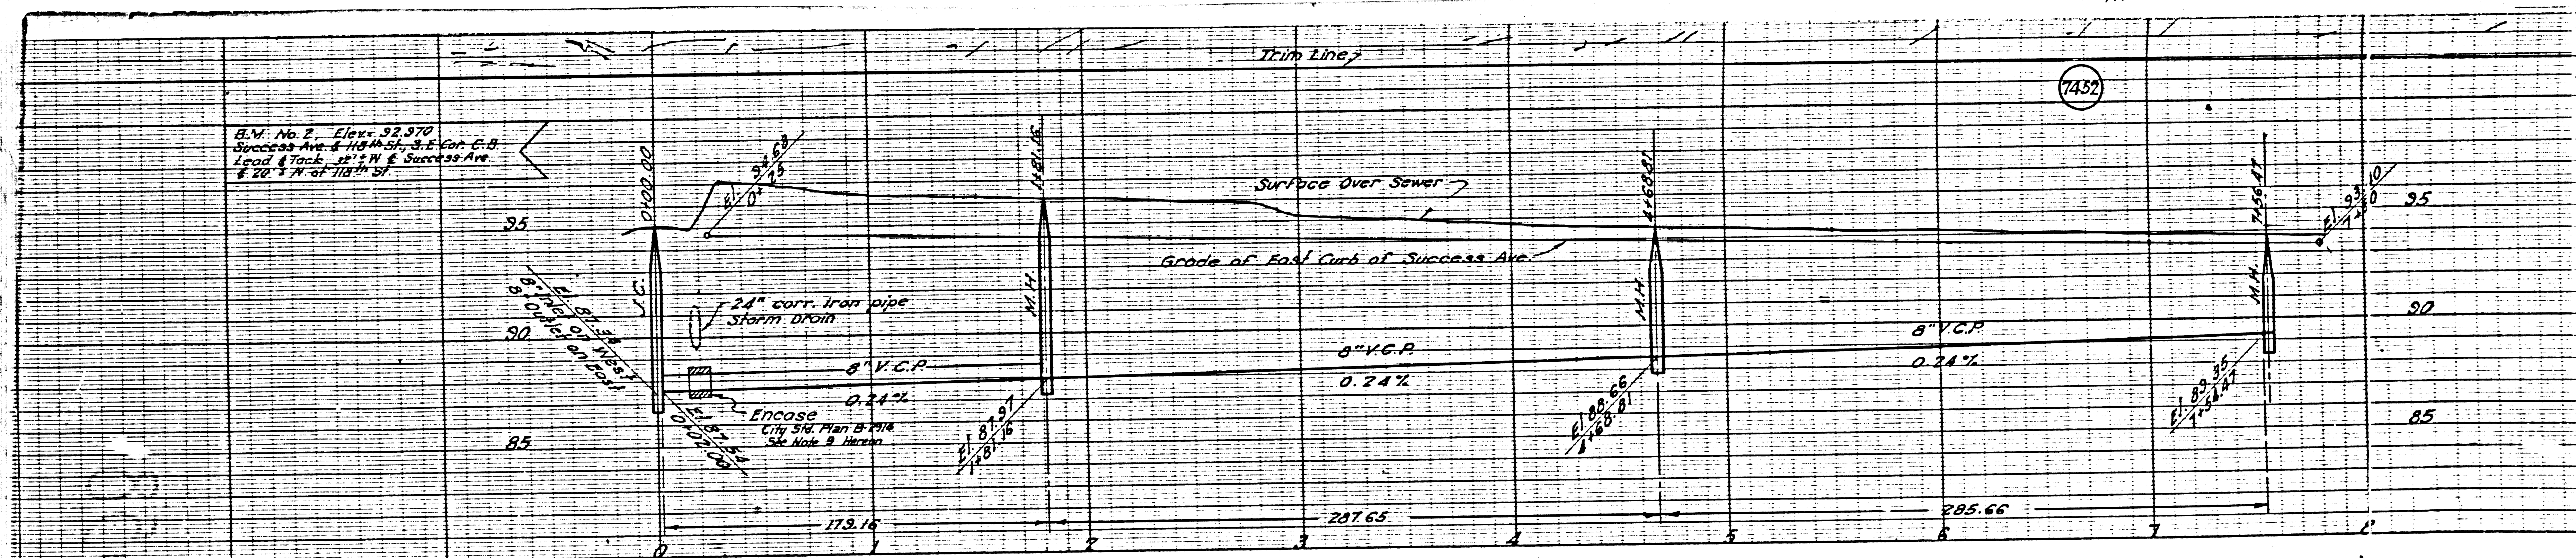 Trim Line
7452
B.M. No. 2, Elev = 92.970
Success Ave. & 118th St., S.E. Cor. C.B.
Lead & Tack, W ℄ Success Ave.
& 20' ± N. of 118th St.
0+00.00
El. 94.68
0+25
1+81.16
Surface Over Sewer
4+68.81
7+56.47
El. 93.10
95
95
Grade of East Curb of Success Ave.
J.C.
M.H.
M.H.
M.H.
24" corr. iron pipe
Storm Drain
El. 87.34
8" Inlet on West
8" Outlet on East
90
90
8" V.C.P.
0.24%
8" V.C.P.
0.24%
8" V.C.P.
0.24%
Encase
City Std. Plan B-2914
See Note 9 Hereon
El. 87.54
0+02.00
El. 87.97
1+81.16
El. 88.66
4+68.81
El. 89.35
7+54.47
85
85
179.16
287.65
285.66
0
1
2
3
4
5
6
7
8